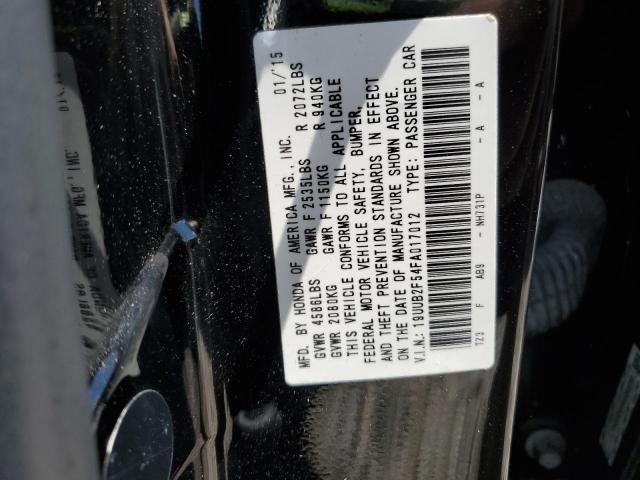 MFD. BY HONDA OF AMERICA MFG., INC. 01/15
GVWR 4586LBS GAWR F 2535LBS R 2072LBS
GVWR 2080KG GAWR F 1150KG R 940KG
THIS VEHICLE CONFORMS TO ALL APPLICABLE
FEDERAL MOTOR VEHICLE SAFETY, BUMPER,
AND THEFT PREVENTION STANDARDS IN EFFECT
ON THE DATE OF MANUFACTURE SHOWN ABOVE.
V.I.N.: 19UUB2F54FA017012 TYPE: PASSENGER CAR
TZ3 F AB9 - NH731P - A - A